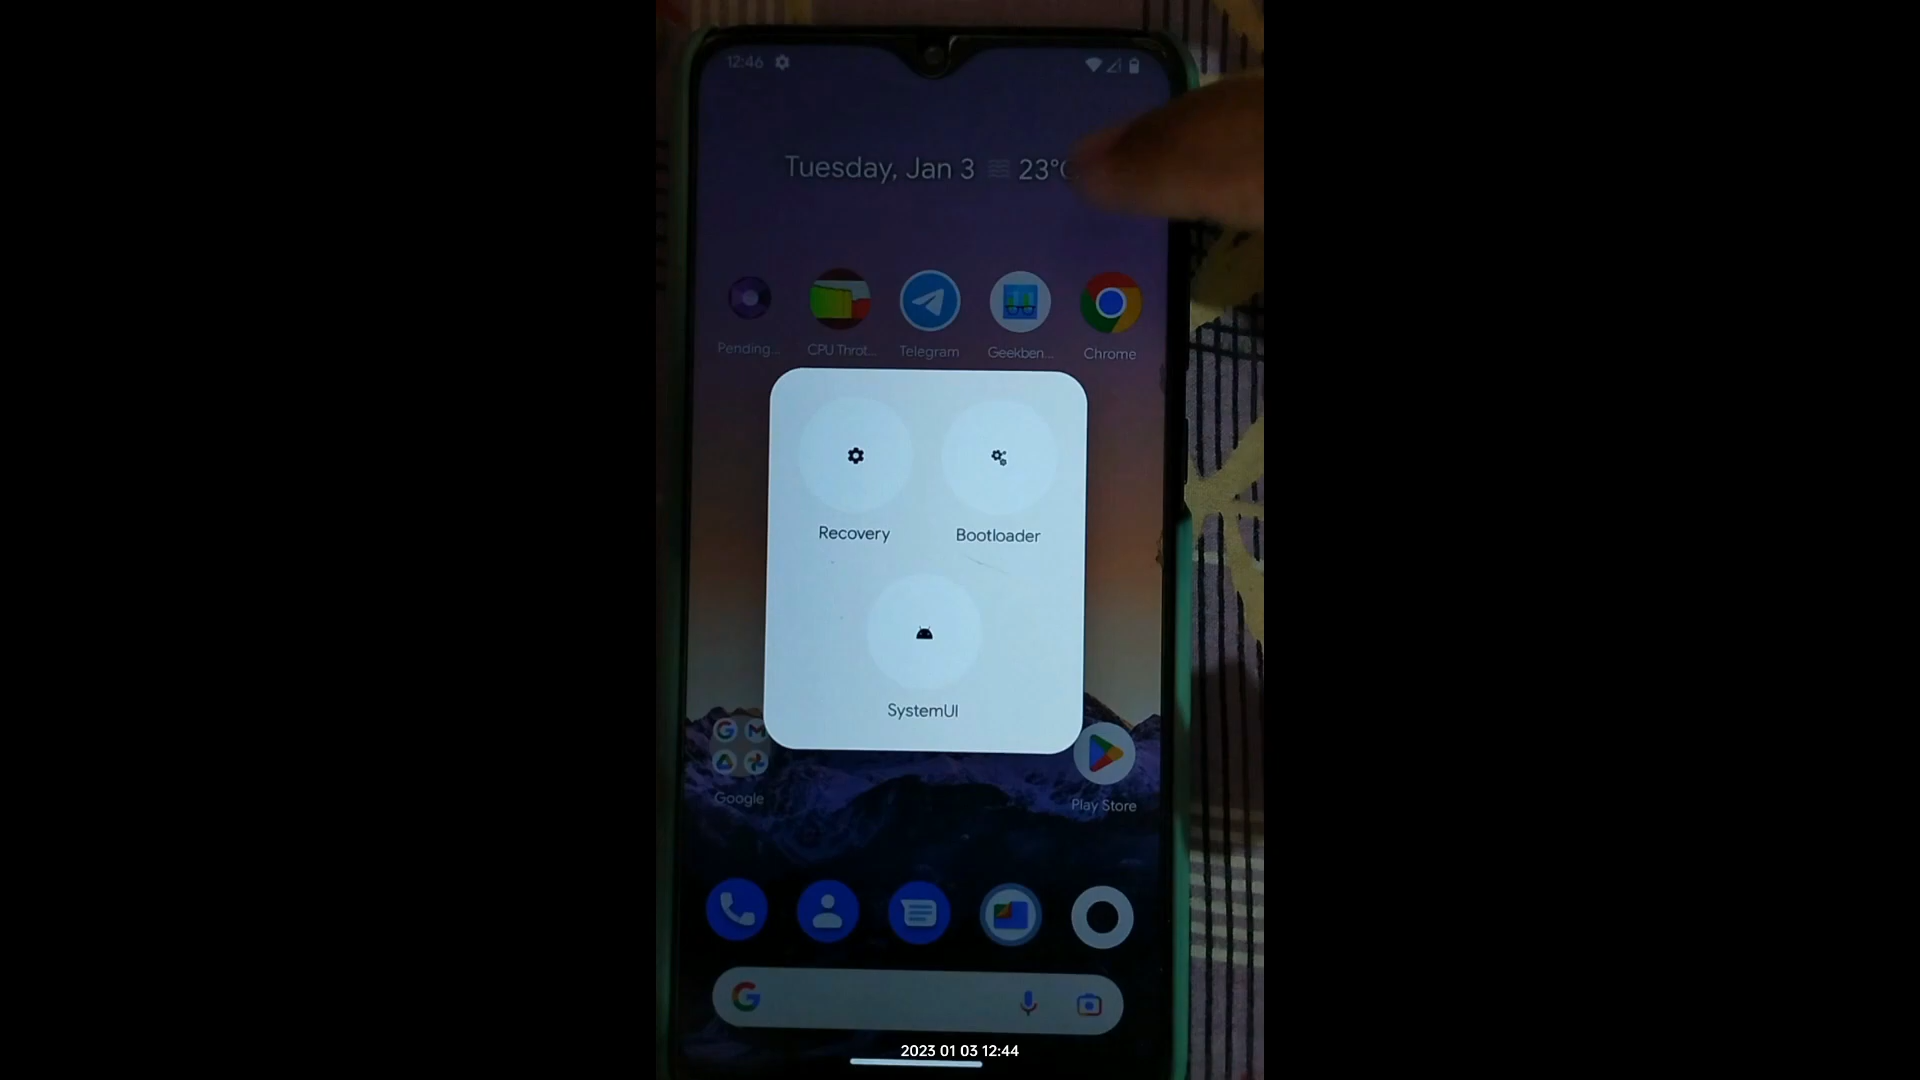 12:46
Tuesday, Jan 3 23°C
Pending...
CPU Throt...
Telegram
Geekben...
Chrome
Recovery
Bootloader
SystemUI
Google
Play Store
2023 01 03 12:44